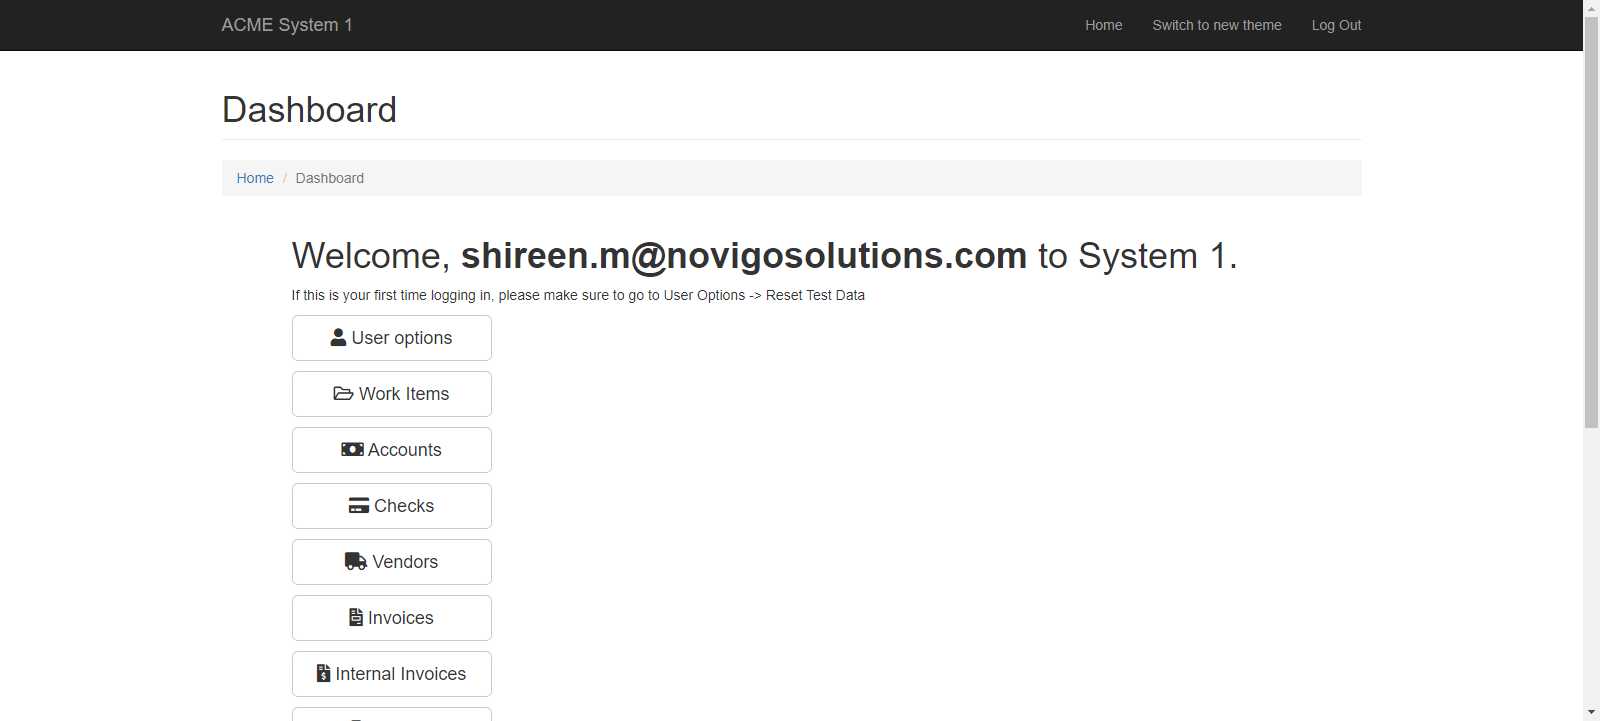 ACME System 1
Home
Switch to new theme
Log Out
Dashboard
Home / Dashboard
Welcome, shireen.m@novigosolutions.com to System 1.
If this is your first time logging in, please make sure to go to User Options -> Reset Test Data
User options
Work Items
Accounts
Checks
Vendors
Invoices
Internal Invoices